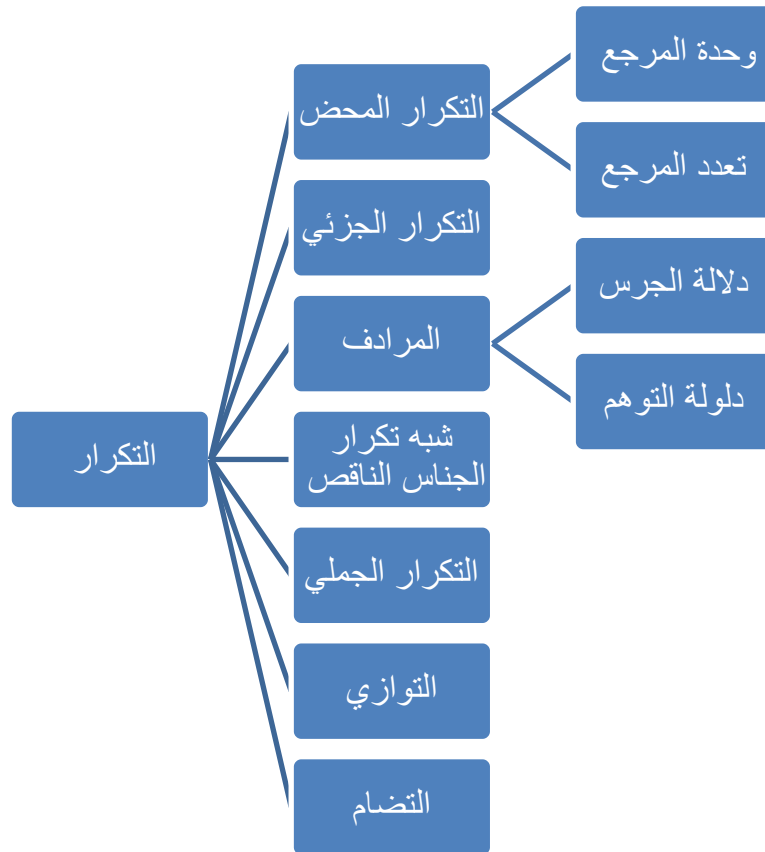 التكرار
التكرار المحض
وحدة المرجع
تعدد المرجع
التكرار الجزئي
المرادف
دلالة الجرس
دلولة التوهم
شبه تكرار
الجناس الناقص
التكرار الجملي
التوازي
التضام